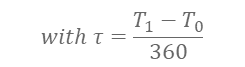 with τ = (T₁ − T₀) / 360